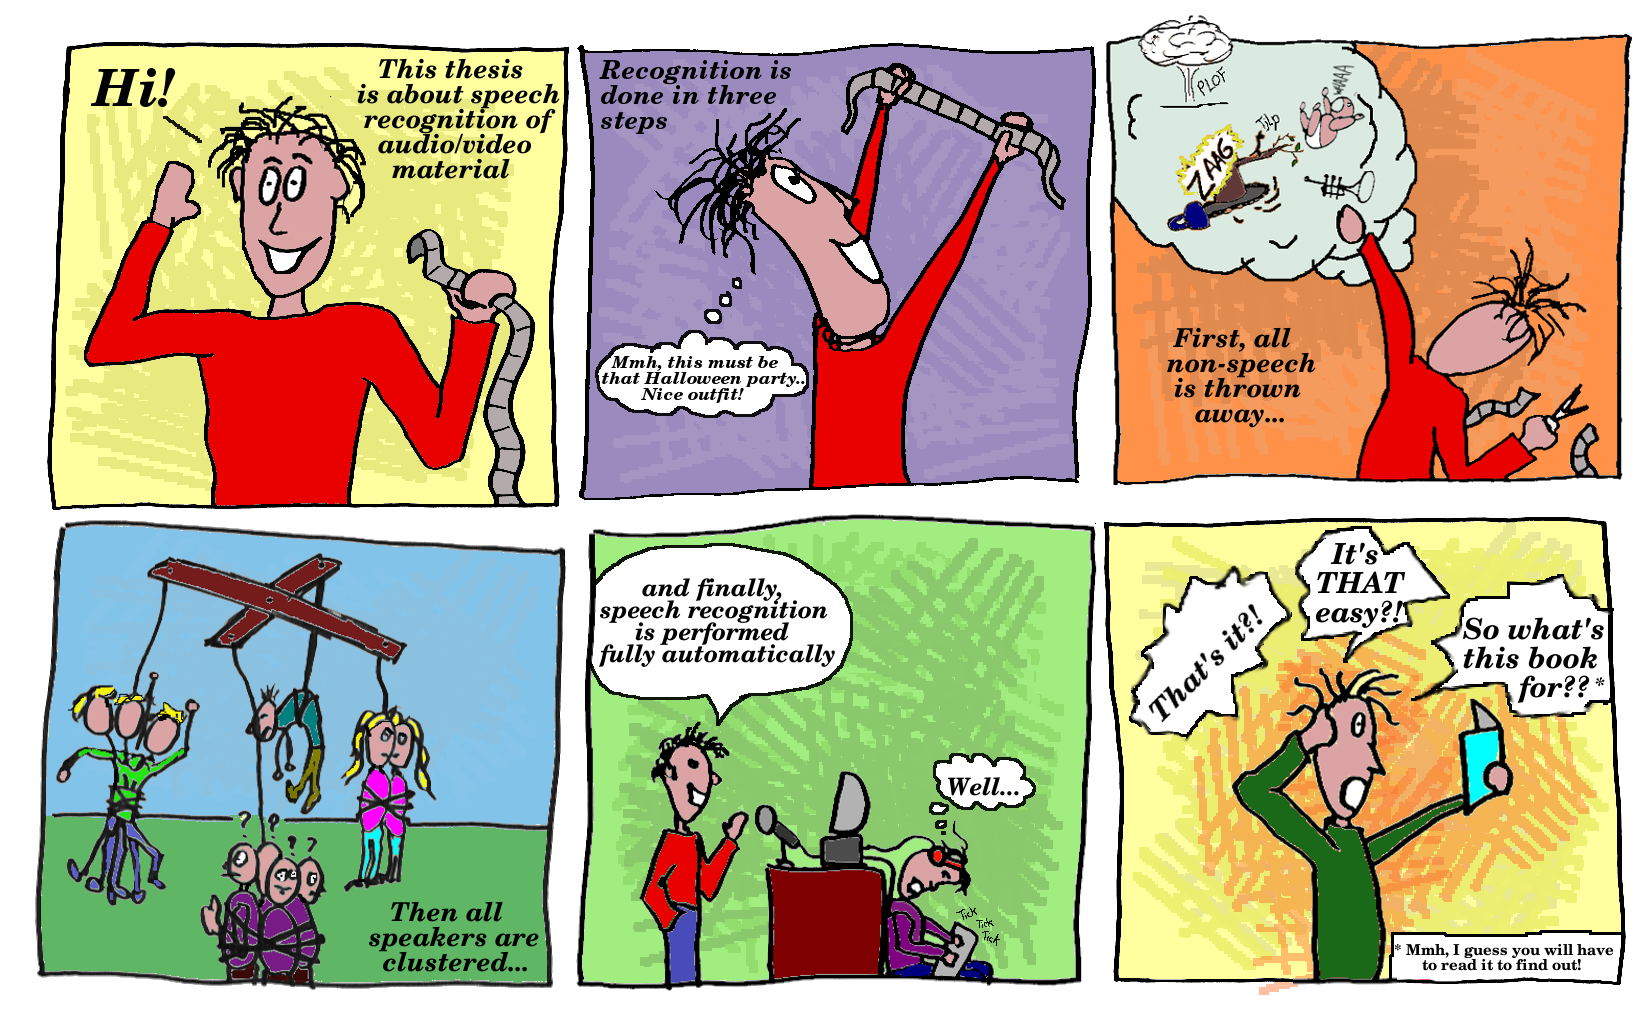 Hi!
This thesis
is about speech
recognition of
audio/video
material
Recognition is
done in three
steps
Mmh, this must be
that Halloween party..
Nice outfit!
PLOF
Tjilp
ZAAG
First, all
non-speech
is thrown
away...
? ? ? ?
Then all
speakers are
clustered...
and finally,
speech recognition
is performed
fully automatically
Well...
Tick
Tick
Tick
That's it?!
It's
THAT
easy?!
So what's
this book
for?? *
* Mmh, I guess you will have
to read it to find out!